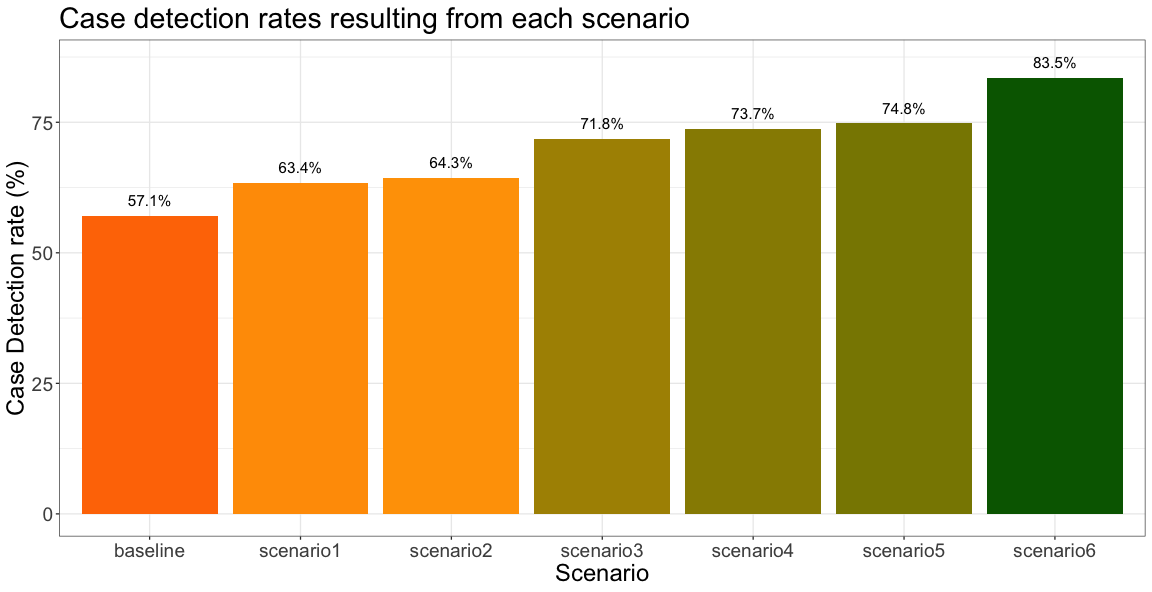 Case detection rates resulting from each scenario
Case Detection rate (%)
75
50
25
0
57.1%
63.4%
64.3%
71.8%
73.7%
74.8%
83.5%
baseline
scenario1
scenario2
scenario3
scenario4
scenario5
scenario6
Scenario